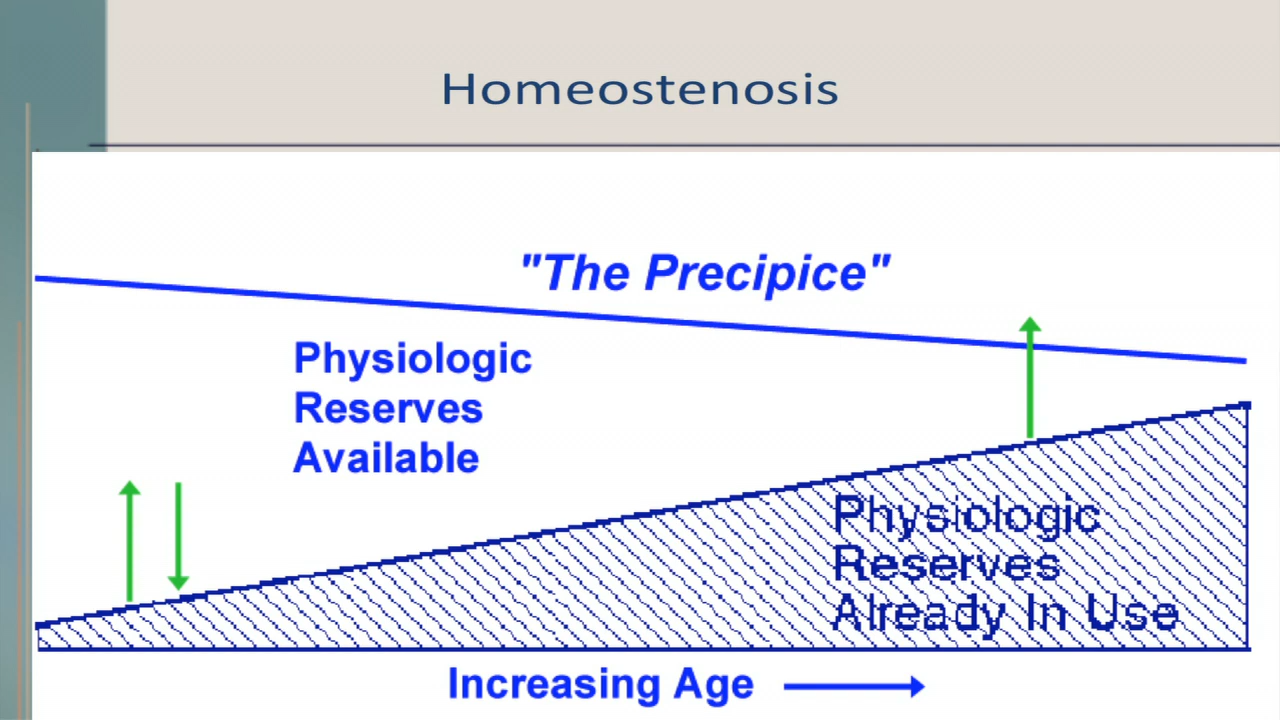 Homeostenosis
"The Precipice"
Physiologic
Reserves
Available
Physiologic
Reserves
Already In Use
Increasing Age